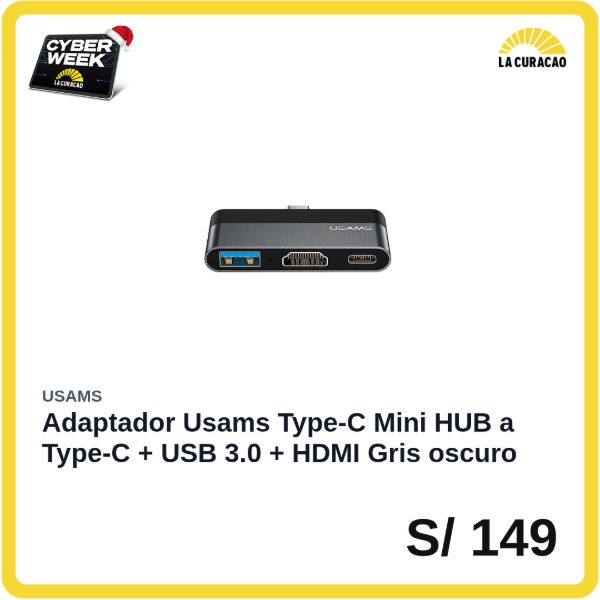 CYBER
WEEK
LA CURACAO
LA CURACAO
USAMS
USAMS
Adaptador Usams Type-C Mini HUB a
Type-C + USB 3.0 + HDMI Gris oscuro
S/ 149